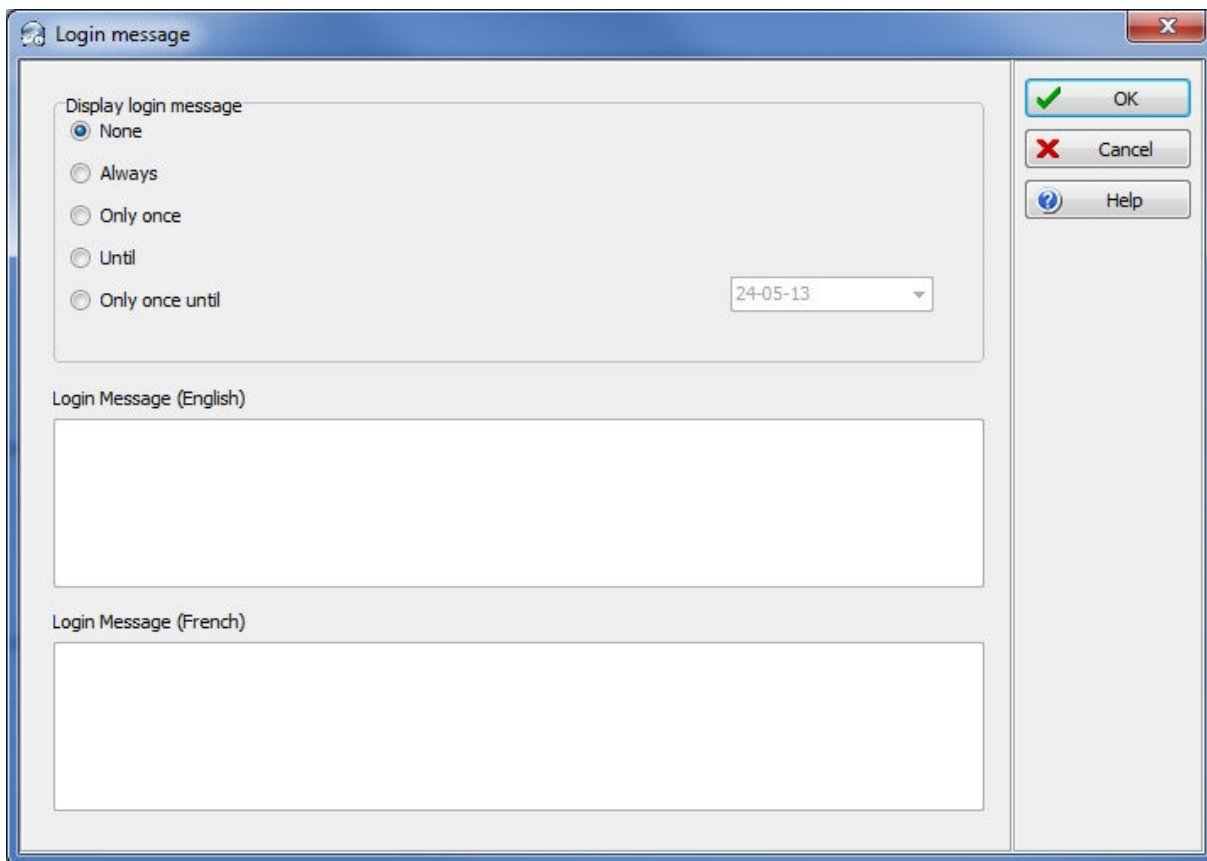 Login message
Display login message
None
Always
Only once
Until
Only once until
24-05-13
Login Message (English)
Login Message (French)
OK
Cancel
Help